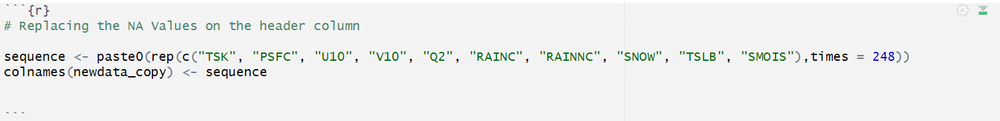 ```{r}
# Replacing the NA Values on the header column
sequence <- paste0(rep(c("TSK", "PSFC", "U10", "V10", "Q2", "RAINC", "RAINNC", "SNOW", "TSLB", "SMOIS"),times = 248))
colnames(newdata_copy) <- sequence
```